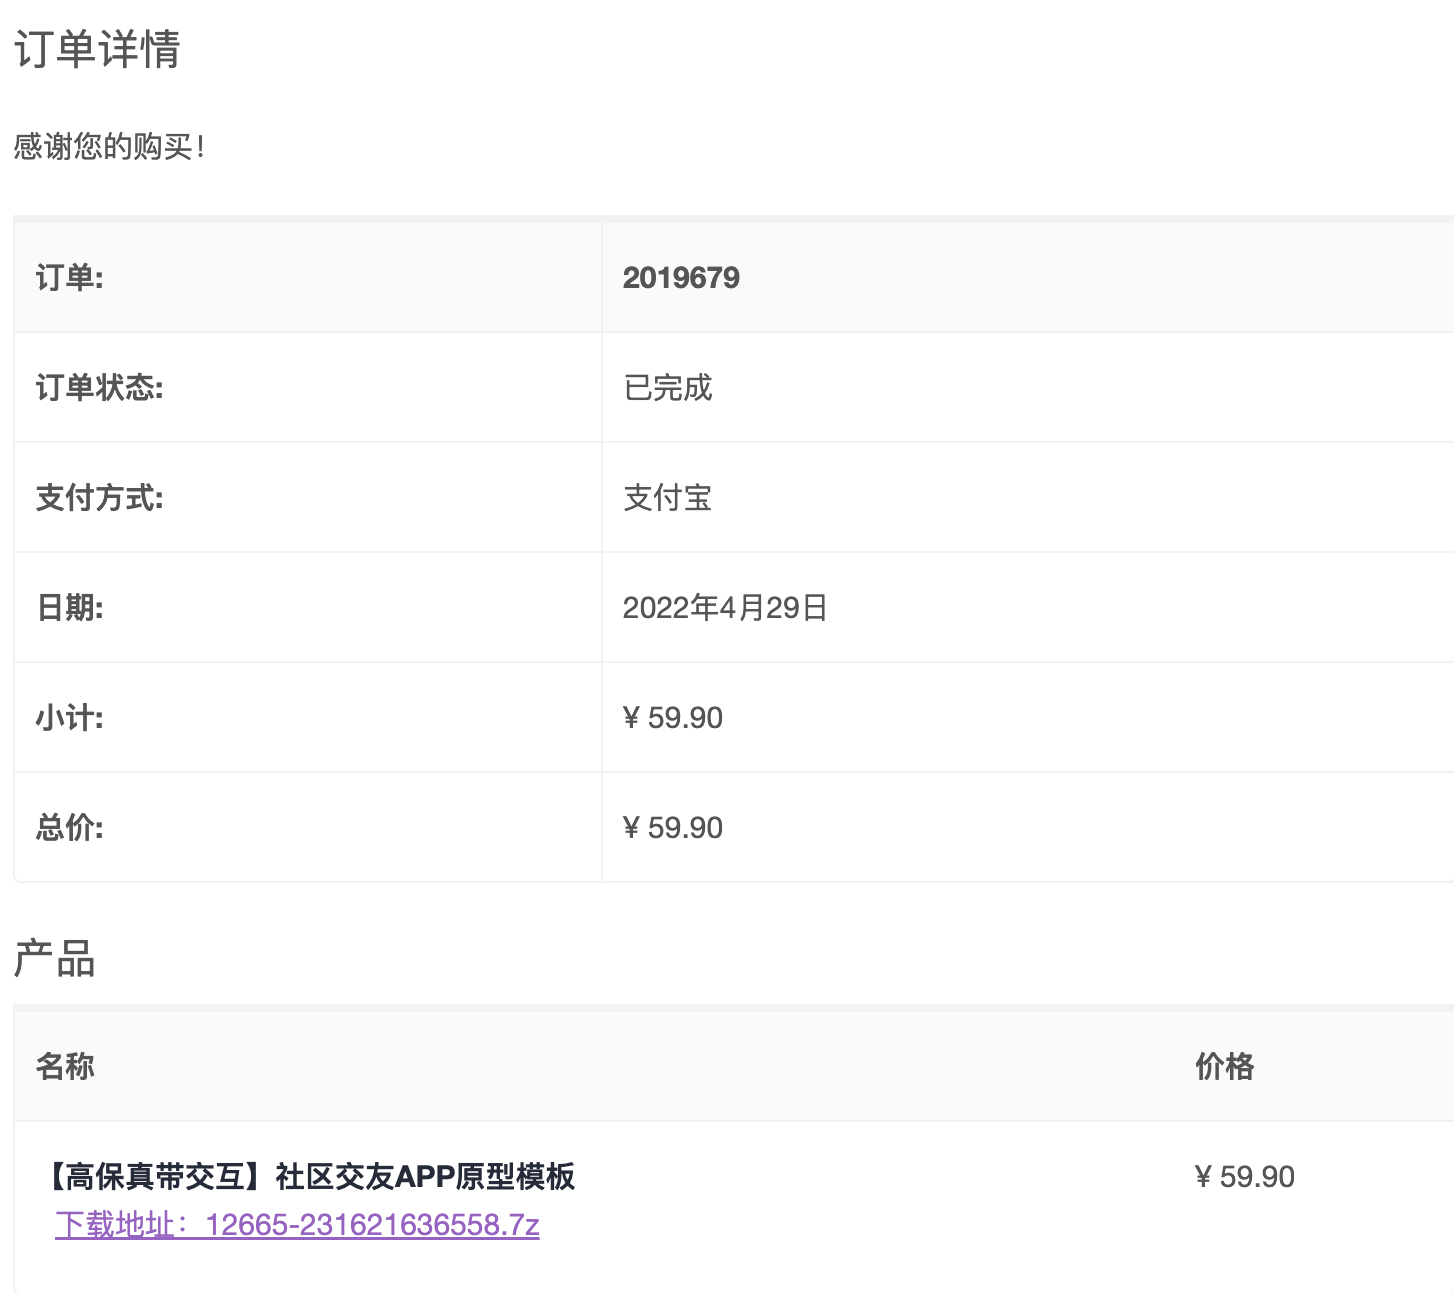 订单详情
感谢您的购买！
订单: 2019679
订单状态: 已完成
支付方式: 支付宝
日期: 2022年4月29日
小计: ¥ 59.90
总价: ¥ 59.90
产品
名称 价格
【高保真带交互】社区交友APP原型模板 ¥ 59.90
下载地址：12665-231621636558.7z